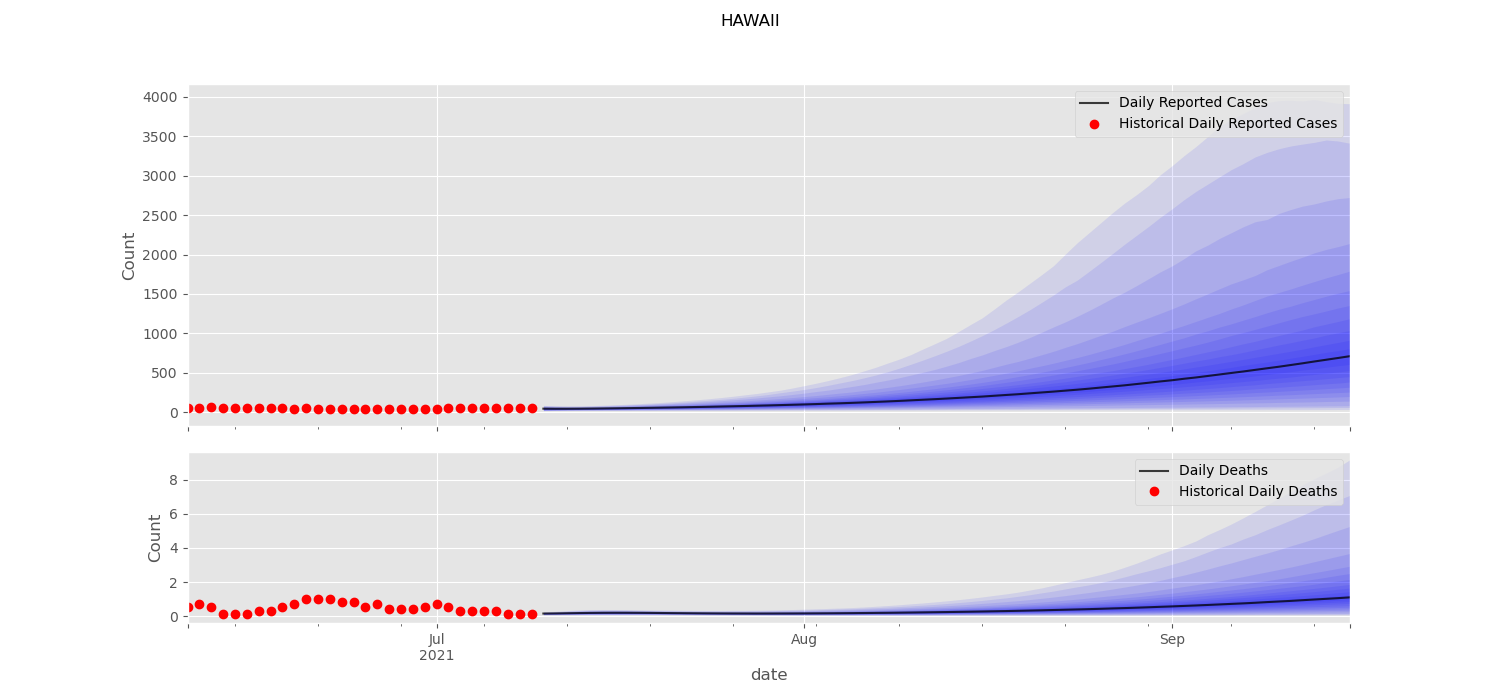 HAWAII
4000
3500
3000
2500
2000
1500
1000
500
0
Count
Daily Reported Cases
Historical Daily Reported Cases
8
6
4
2
0
Count
Daily Deaths
Historical Daily Deaths
Jul
2021
Aug
Sep
date